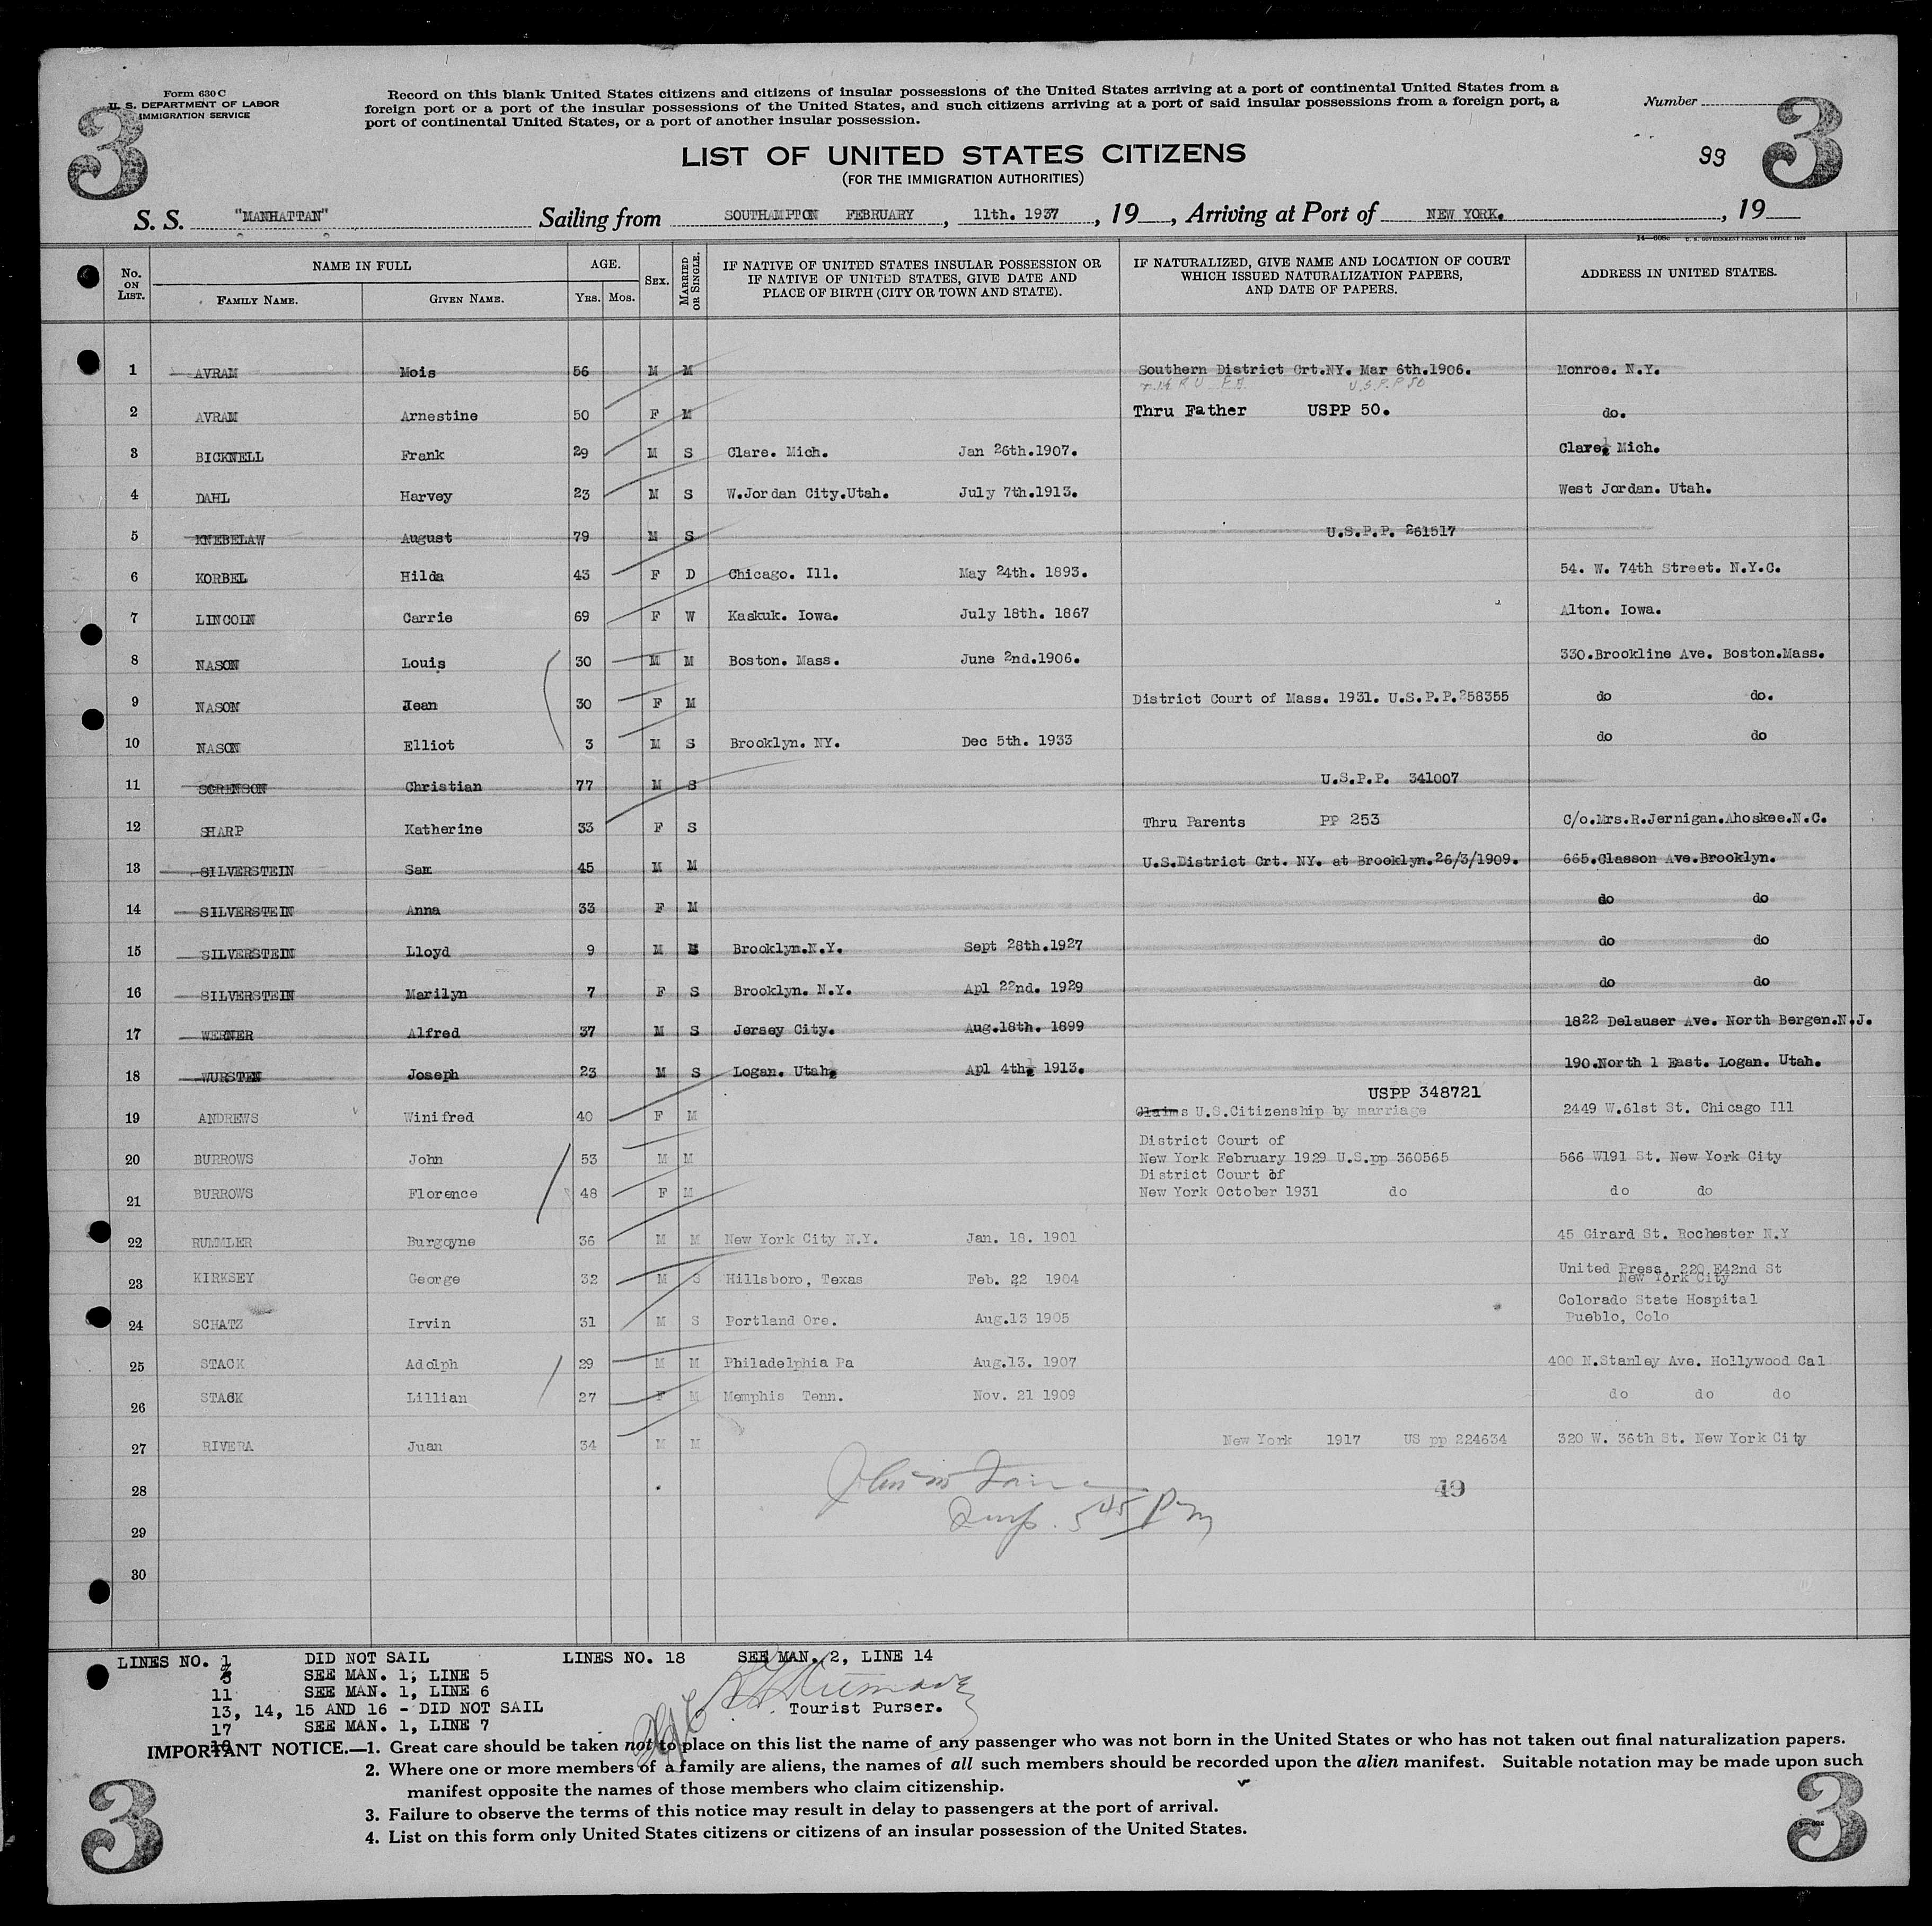 Form 630 C
U. S. DEPARTMENT OF LABOR
IMMIGRATION SERVICE
3
Record on this blank United States citizens and citizens of insular possessions of the United States arriving at a port of continental United States from a
foreign port or a port of the insular possessions of the United States, and such citizens arriving at a port of said insular possessions from a foreign port, a
port of continental United States, or a port of another insular possession.
Number
3
LIST OF UNITED STATES CITIZENS
(FOR THE IMMIGRATION AUTHORITIES)
S. S. "MANHATTAN" Sailing from SOUTHAMPTON FEBRUARY , 11th. 1937 , 19 , Arriving at Port of NEW YORK. , 19
No. ON LIST. NAME IN FULL FAMILY NAME. GIVEN NAME. AGE. YRS. MOS. SEX. MARRIED OR SINGLE. IF NATIVE OF UNITED STATES INSULAR POSSESSION OR IF NATIVE OF UNITED STATES, GIVE DATE AND PLACE OF BIRTH (CITY OR TOWN AND STATE). IF NATURALIZED, GIVE NAME AND LOCATION OF COURT WHICH ISSUED NATURALIZATION PAPERS, AND DATE OF PAPERS. ADDRESS IN UNITED STATES.
1 AVRAM Mois 56 M M Southern District Crt.NY. Mar 6th.1906. Monroe. N.Y.
2 AVRAM Arnestine 50 F M Thru Father USPP 50. do.
3 BICKNELL Frank 29 M S Clare. Mich. Jan 26th.1907. Clare. Mich.
4 DAHL Harvey 23 M S W.Jordan City.Utah. July 7th.1913. West Jordan. Utah.
5 KNEBELAW August 79 M S U.S.P.P. 261517
6 KORBEL Hilda 43 F D Chicago. Ill. May 24th. 1893. 54. W. 74th Street. N.Y.C.
7 LINCOLN Carrie 69 F W Kaskuk. Iowa. July 18th. 1867 Alton. Iowa.
8 NASON Louis 30 M M Boston. Mass. June 2nd.1906. 330.Brookline Ave. Boston.Mass.
9 NASON Jean 30 F M District Court of Mass. 1931. U.S.P.P.258355 do do.
10 NASON Elliot 3 M S Brooklyn. NY. Dec 5th. 1933 do do
11 SORENSON Christian 77 M S U.S.P.P. 341007
12 SHARP Katherine 33 F S Thru Parents PP 253 C/o.Mrs.R.Jernigan.Ahoskee.N.C.
13 SILVERSTEIN Sam 45 M M U.S.District Crt. NY. at Brooklyn.26/3/1909. 665.Classon Ave.Brooklyn.
14 SILVERSTEIN Anna 33 F M do do
15 SILVERSTEIN Lloyd 9 M S Brooklyn.N.Y. Sept 28th.1927 do do
16 SILVERSTEIN Marilyn 7 F S Brooklyn. N.Y. Apl 22nd. 1929 do do
17 WERNER Alfred 37 M S Jersey City. Aug.18th. 1899 1822 Delauser Ave. North Bergen.N.J.
18 WURSTEN Joseph 23 M S Logan. Utah. Apl 4th. 1913. 190.North 1 East. Logan. Utah.
USPP 348721
19 ANDREWS Winifred 40 F M Claims U.S.Citizenship by marriage 2449 W.61st St. Chicago Ill
District Court of
20 BURROWS John 53 M M New York February 1929 U.S.pp 360565 566 W191 St. New York City
District Court of
21 BURROWS Florence 48 F M New York October 1931 do do do
22 RUMMLER Burgoyne 36 M M New York City N.Y. Jan. 18. 1901 45 Girard St. Rochester N.Y
23 KIRKSEY George 32 M S Hillsboro, Texas Feb. 22 1904 United Press. 220 E42nd St
New York City
Colorado State Hospital
24 SCHATZ Irvin 31 M S Portland Ore. Aug.13 1905 Pueblo, Colo
25 STACK Adolph 29 M M Philadelphia Pa Aug.13. 1907 400 N.Stanley Ave. Hollywood Cal
26 STACK Lillian 27 F M Memphis Tenn. Nov. 21 1909 do do do
27 RIVERA Juan 34 M M New York 1917 US pp 224634 320 W. 36th St. New York City
28 49
29 Insp. 5 45 Pm
30
LINES NO. 1 DID NOT SAIL LINES NO. 18 SEE MAN. 2, LINE 14
5 SEE MAN. 1, LINE 5
11 SEE MAN. 1, LINE 6
13, 14, 15 AND 16 - DID NOT SAIL Tourist Purser.
17 SEE MAN. 1, LINE 7
18
IMPORTANT NOTICE.—1. Great care should be taken not to place on this list the name of any passenger who was not born in the United States or who has not taken out final naturalization papers.
2. Where one or more members of a family are aliens, the names of all such members should be recorded upon the alien manifest. Suitable notation may be made upon such
manifest opposite the names of those members who claim citizenship.
3. Failure to observe the terms of this notice may result in delay to passengers at the port of arrival.
4. List on this form only United States citizens or citizens of an insular possession of the United States.
3
3